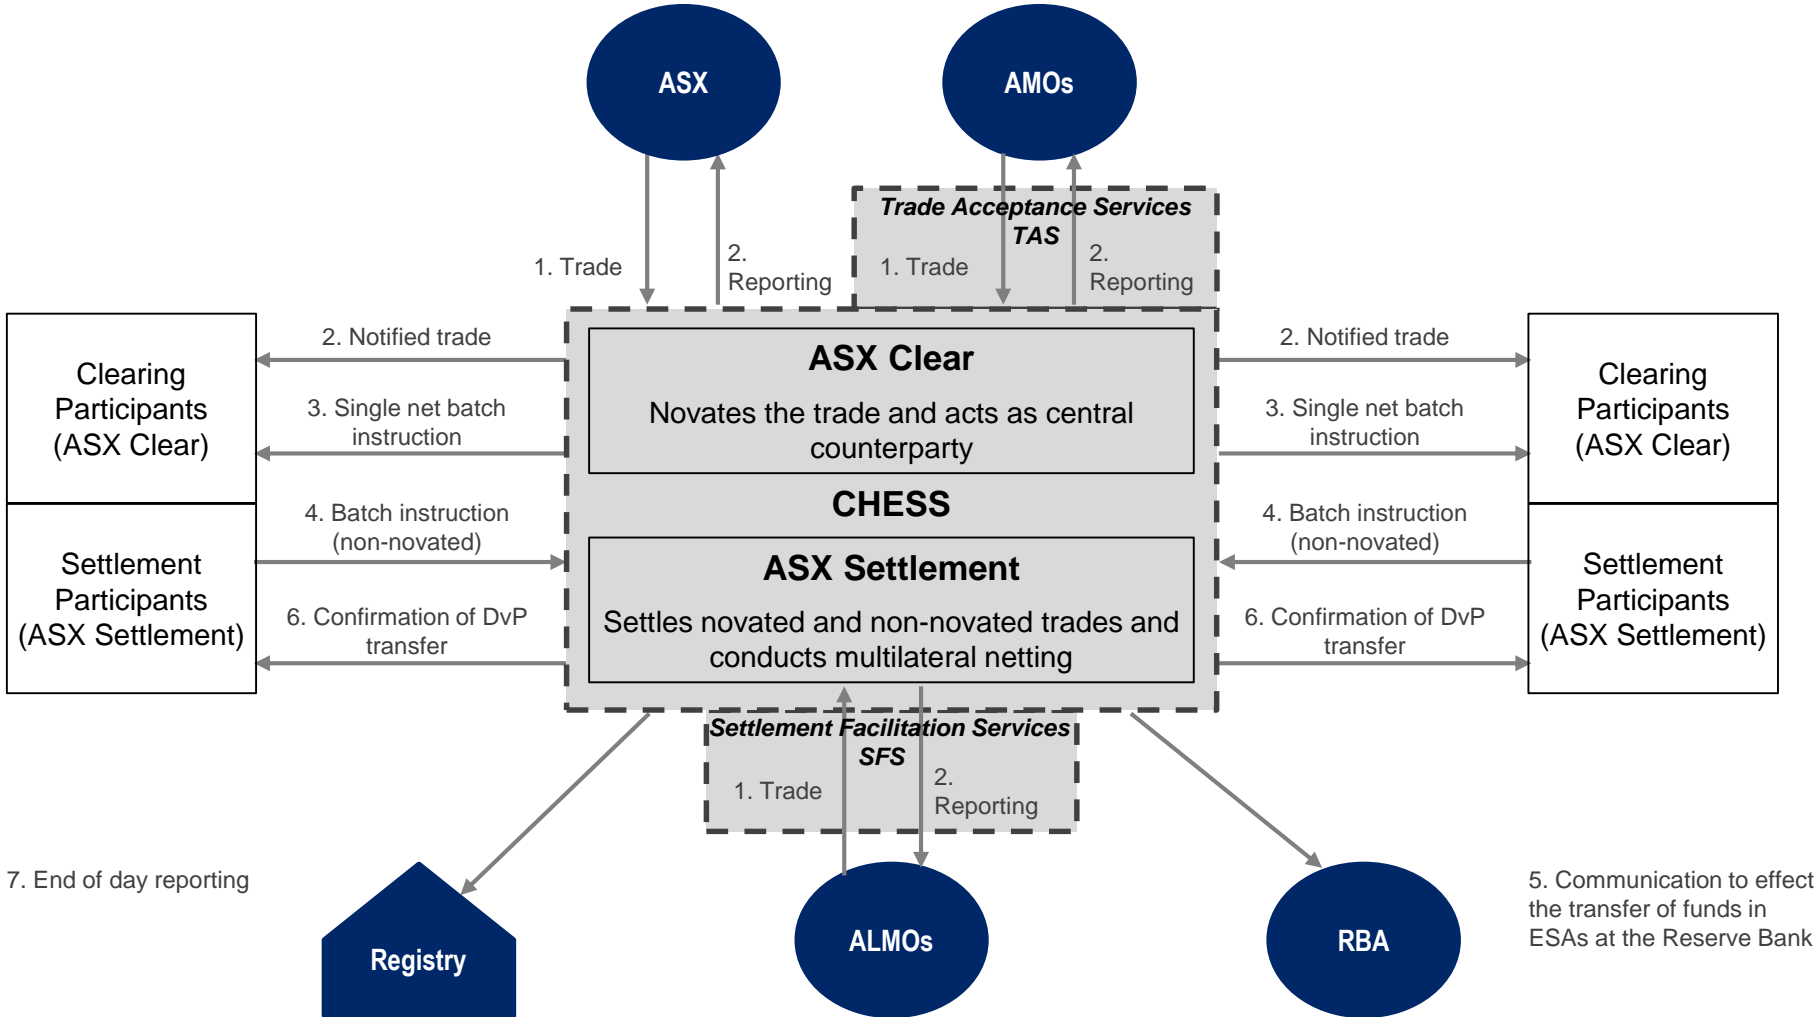 ASX
AMOs
Trade Acceptance Services
TAS
1. Trade
2.
Reporting
1. Trade
2.
Reporting
Clearing
Participants
(ASX Clear)
Settlement
Participants
(ASX Settlement)
2. Notified trade
3. Single net batch
instruction
4. Batch instruction
(non-novated)
6. Confirmation of DvP
transfer
ASX Clear
Novates the trade and acts as central
counterparty
CHESS
ASX Settlement
Settles novated and non-novated trades and
conducts multilateral netting
2. Notified trade
3. Single net batch
instruction
4. Batch instruction
(non-novated)
6. Confirmation of DvP
transfer
Clearing
Participants
(ASX Clear)
Settlement
Participants
(ASX Settlement)
Settlement Facilitation Services
SFS
1. Trade
2.
Reporting
7. End of day reporting
Registry
ALMOs
RBA
5. Communication to effect
the transfer of funds in
ESAs at the Reserve Bank